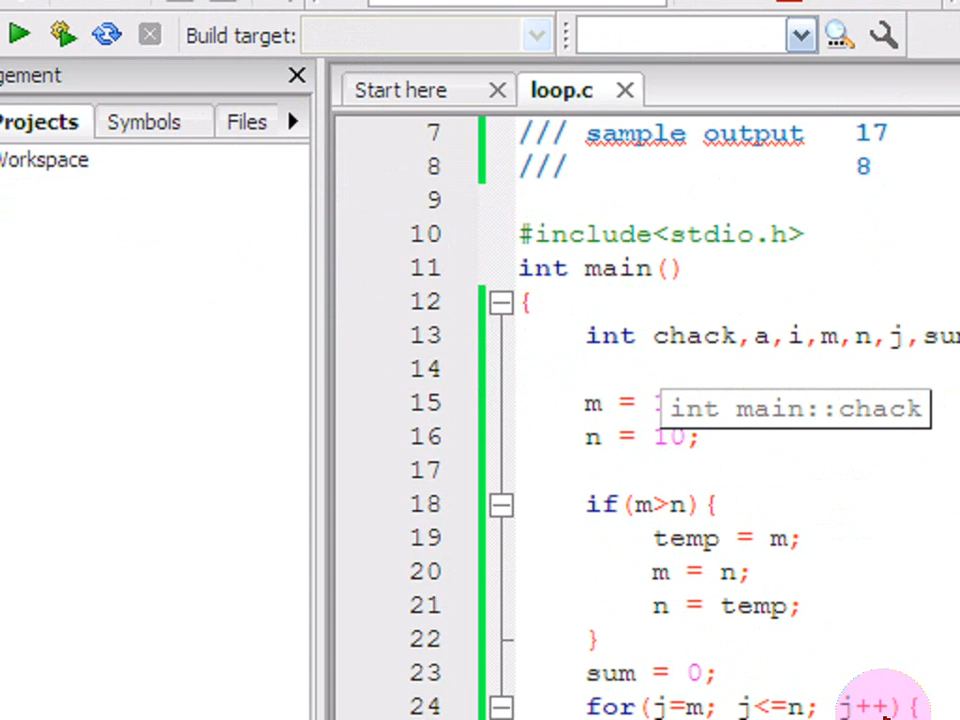 Build target:
gement
Projects Symbols Files
Workspace
Start here loop.c
7 /// sample output 17
8 /// 8
9
10 #include<stdio.h>
11 int main()
12 {
13 int chack,a,i,m,n,j,sum
14
15 m = 1
int main::chack
16 n = 10;
17
18 if(m>n){
19 temp = m;
20 m = n;
21 n = temp;
22 }
23 sum = 0;
24 for(j=m; j<=n; j++){